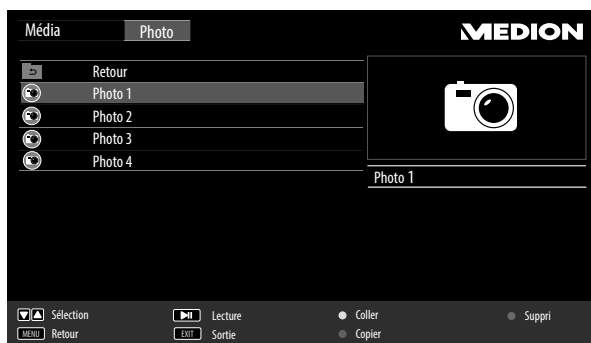 Média Photo MEDION
Retour
Photo 1
Photo 2
Photo 3
Photo 4
Photo 1
Sélection Lecture Coller Suppri
MENU Retour EXIT Sortie Copier